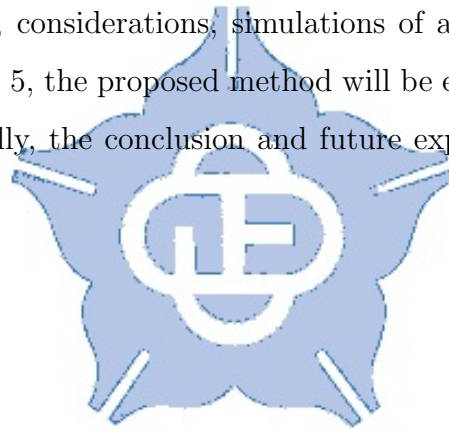 , considerations, simulations of a
5, the proposed method will be e
lly, the conclusion and future exp